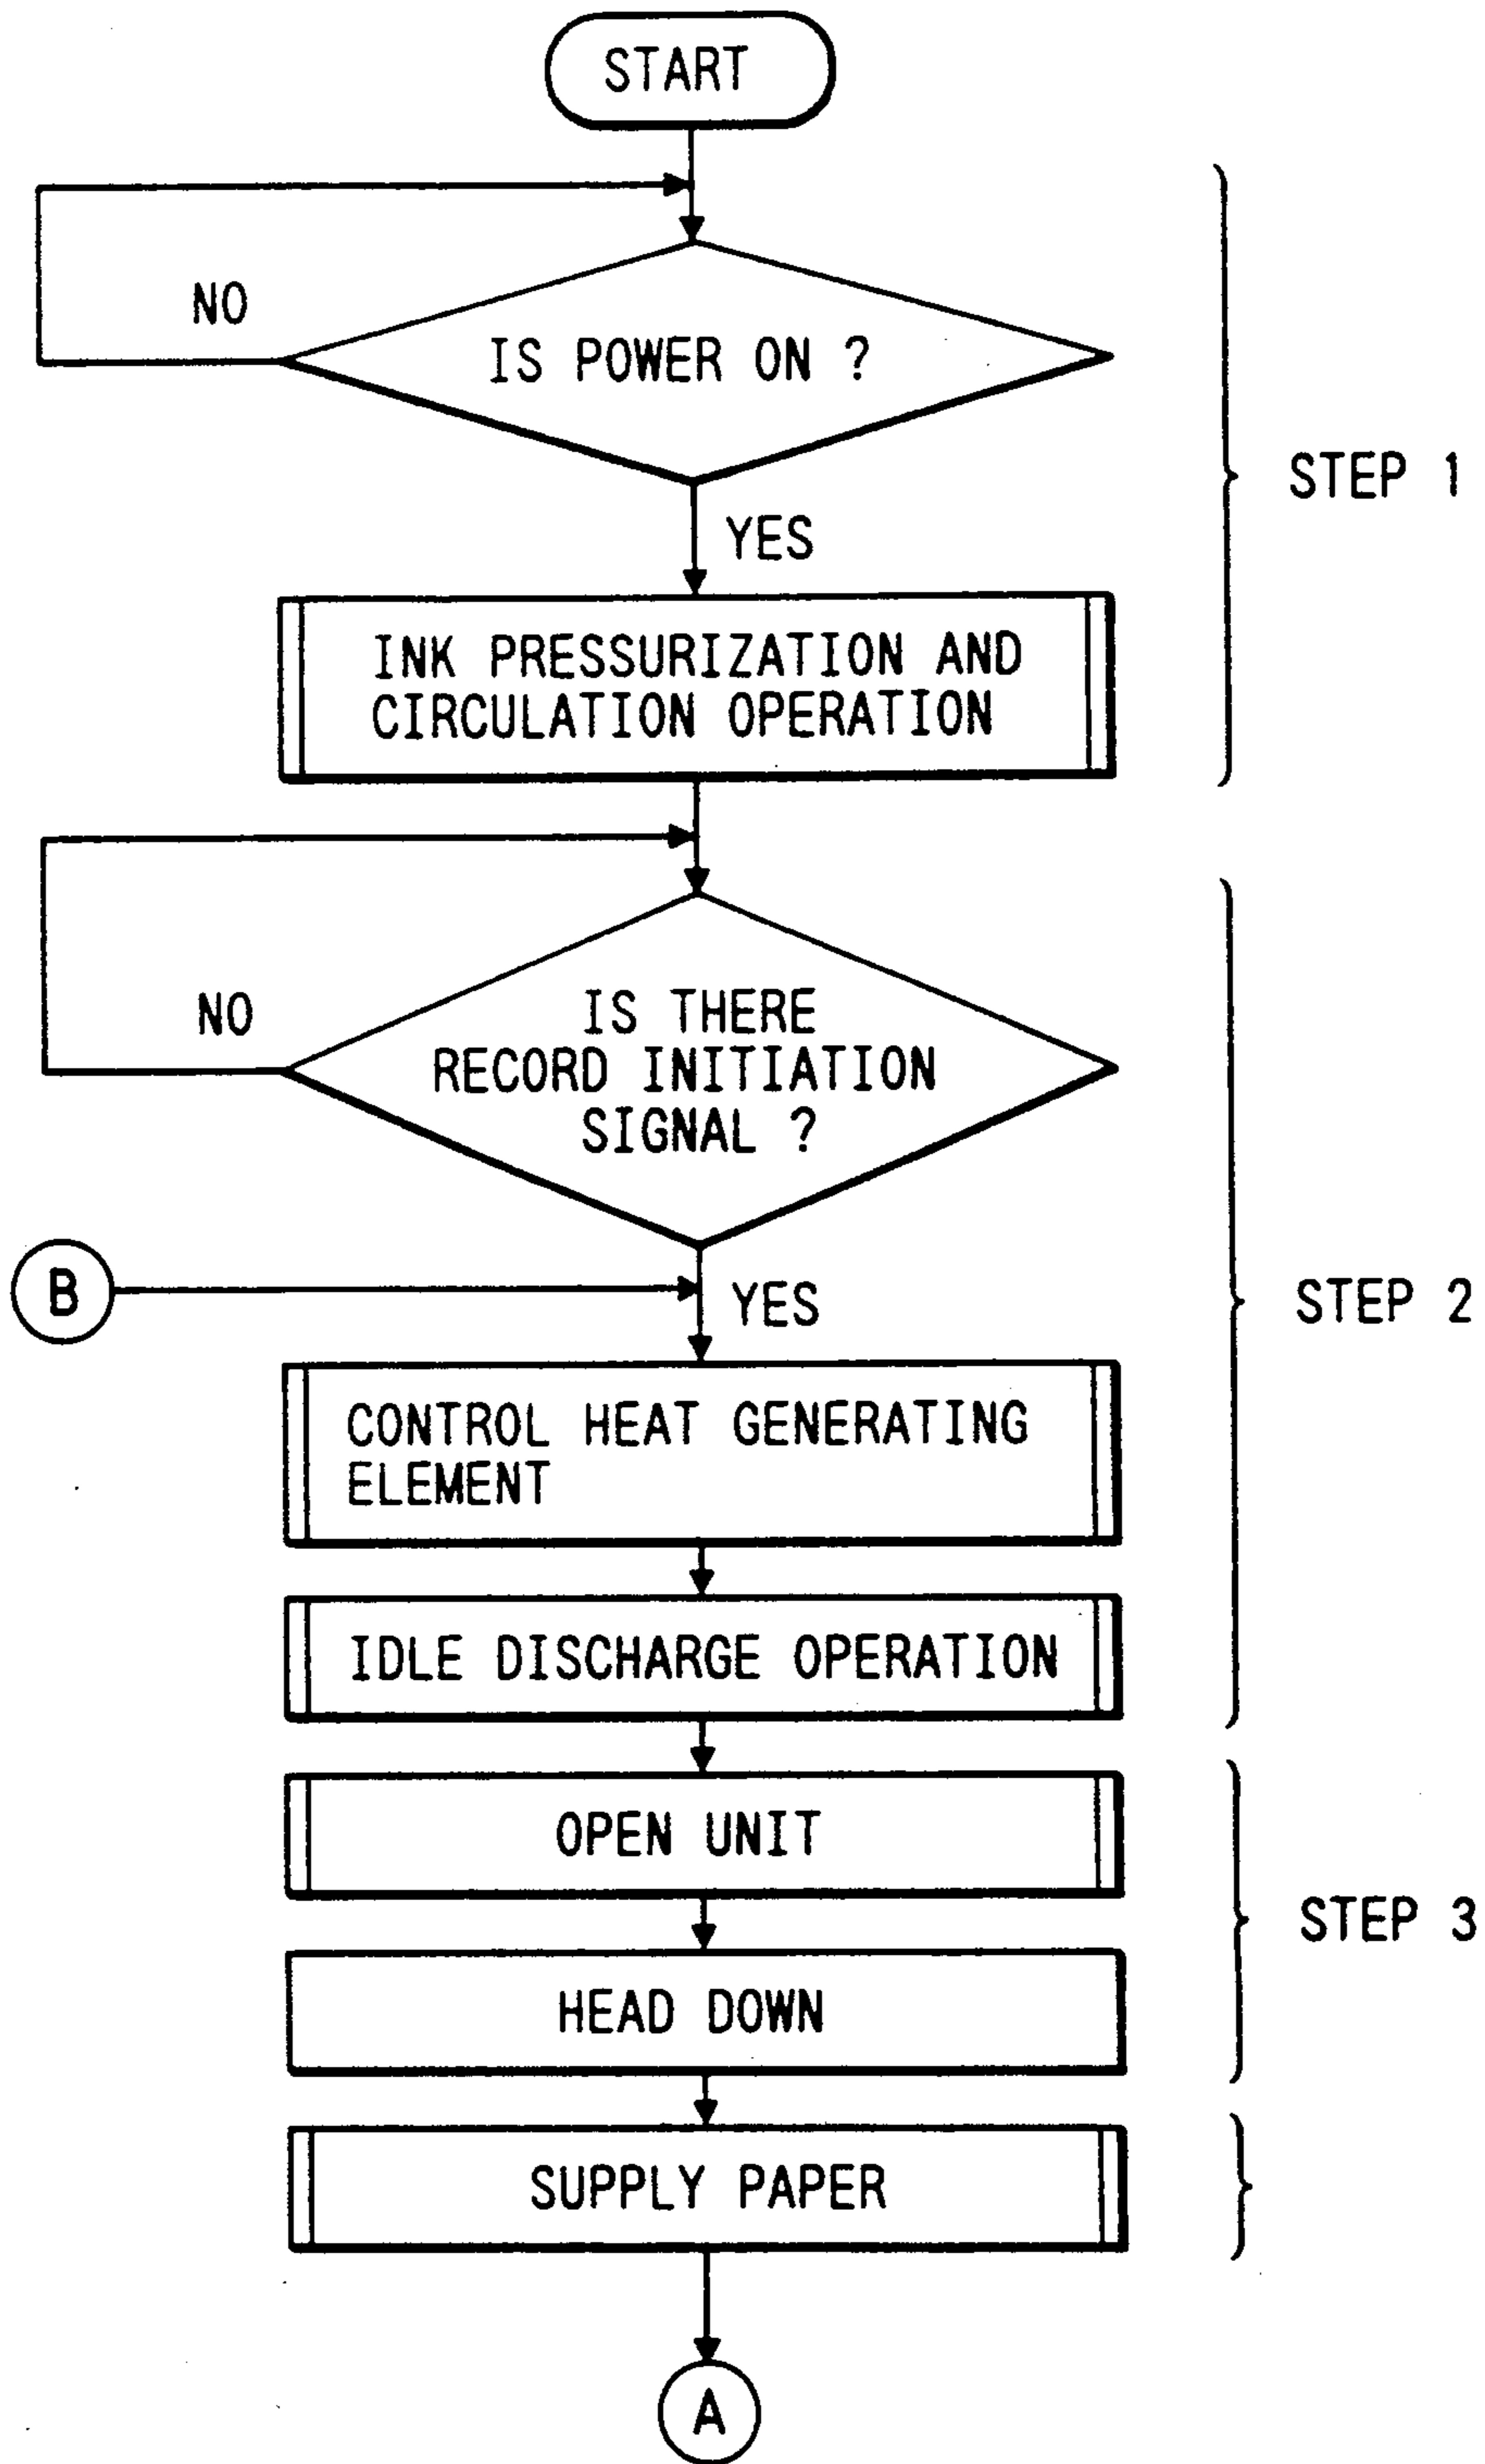 START
NO
IS POWER ON ?
STEP 1
YES
INK PRESSURIZATION AND
CIRCULATION OPERATION
NO
IS THERE
RECORD INITIATION
SIGNAL ?
B
YES
STEP 2
CONTROL HEAT GENERATING
ELEMENT
IDLE DISCHARGE OPERATION
OPEN UNIT
STEP 3
HEAD DOWN
SUPPLY PAPER
A